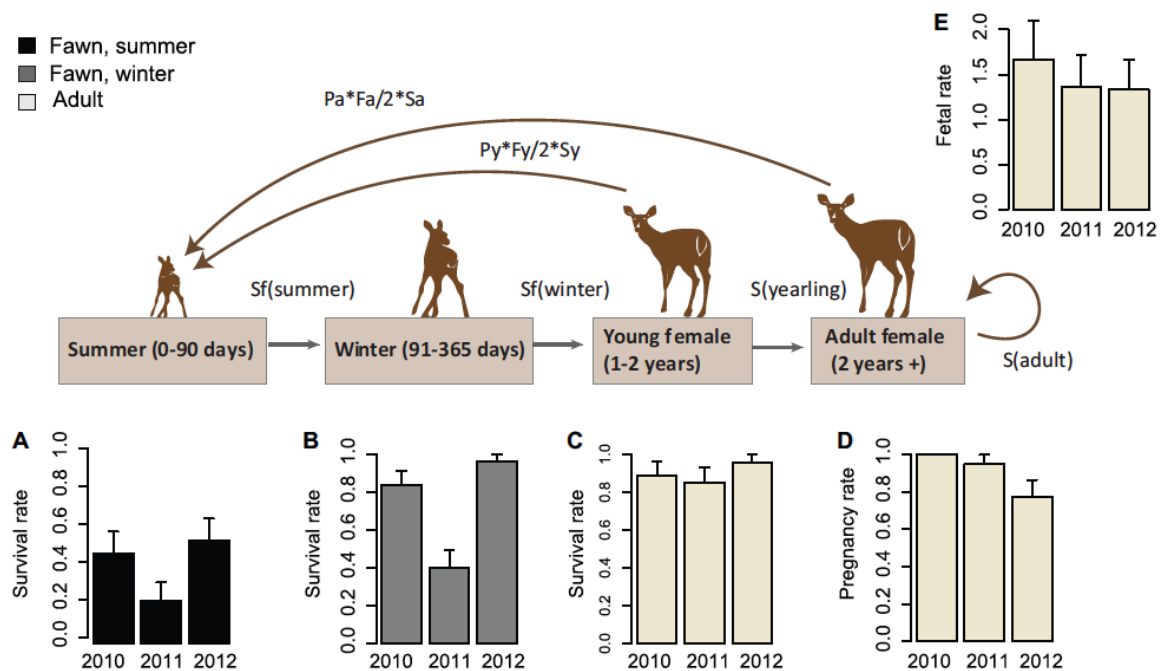 Fawn, summer
Fawn, winter
Adult
Pa*Fa/2*Sa
Py*Fy/2*Sy
E
Fetal rate
2.0
1.5
1.0
0.5
0.0
2010 2011 2012
Sf(summer)
Sf(winter)
S(yearling)
S(adult)
Summer (0-90 days)
Winter (91-365 days)
Young female
(1-2 years)
Adult female
(2 years +)
A
Survival rate
1.0
0.8
0.6
0.4
0.2
0.0
2010 2011 2012
B
Survival rate
1.0
0.8
0.6
0.4
0.2
0.0
2010 2011 2012
C
Survival rate
1.0
0.8
0.6
0.4
0.2
0.0
2010 2011 2012
D
Pregnancy rate
1.0
0.8
0.6
0.4
0.2
0.0
2010 2011 2012